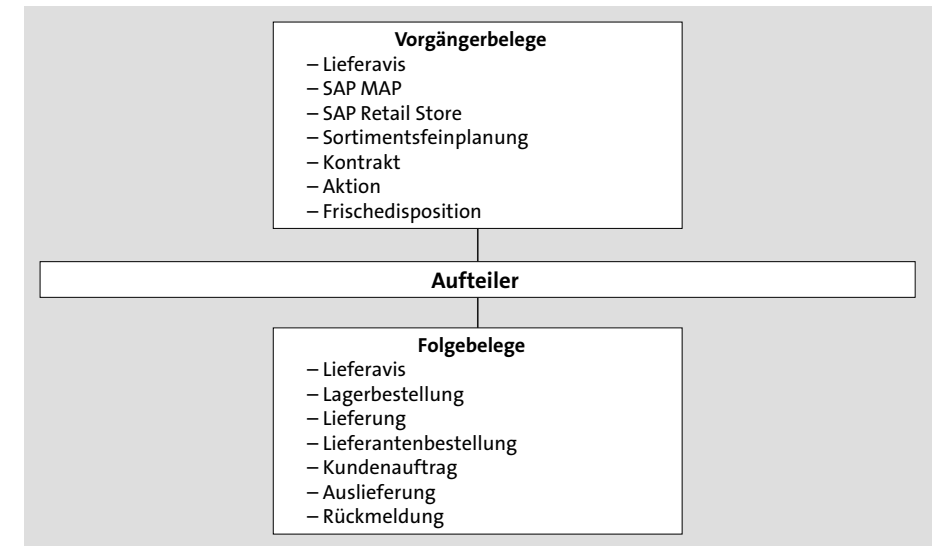 Vorgängerbelege
– Lieferavis
– SAP MAP
– SAP Retail Store
– Sortimentsfeinplanung
– Kontrakt
– Aktion
– Frischedisposition
Aufteiler
Folgebelege
– Lieferavis
– Lagerbestellung
– Lieferung
– Lieferantenbestellung
– Kundenauftrag
– Auslieferung
– Rückmeldung